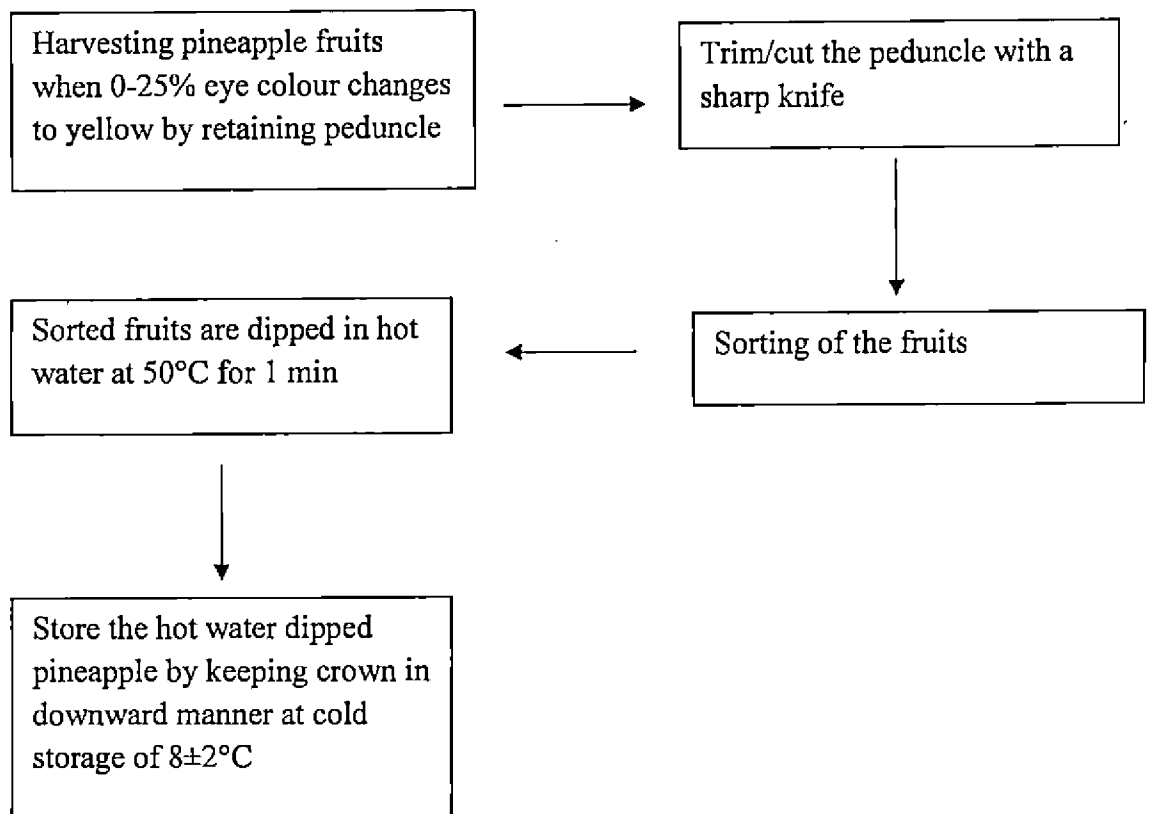 Harvesting pineapple fruits
when 0-25% eye colour changes
to yellow by retaining peduncle
Trim/cut the peduncle with a
sharp knife
Sorting of the fruits
Sorted fruits are dipped in hot
water at 50°C for 1 min
Store the hot water dipped
pineapple by keeping crown in
downward manner at cold
storage of 8±2°C